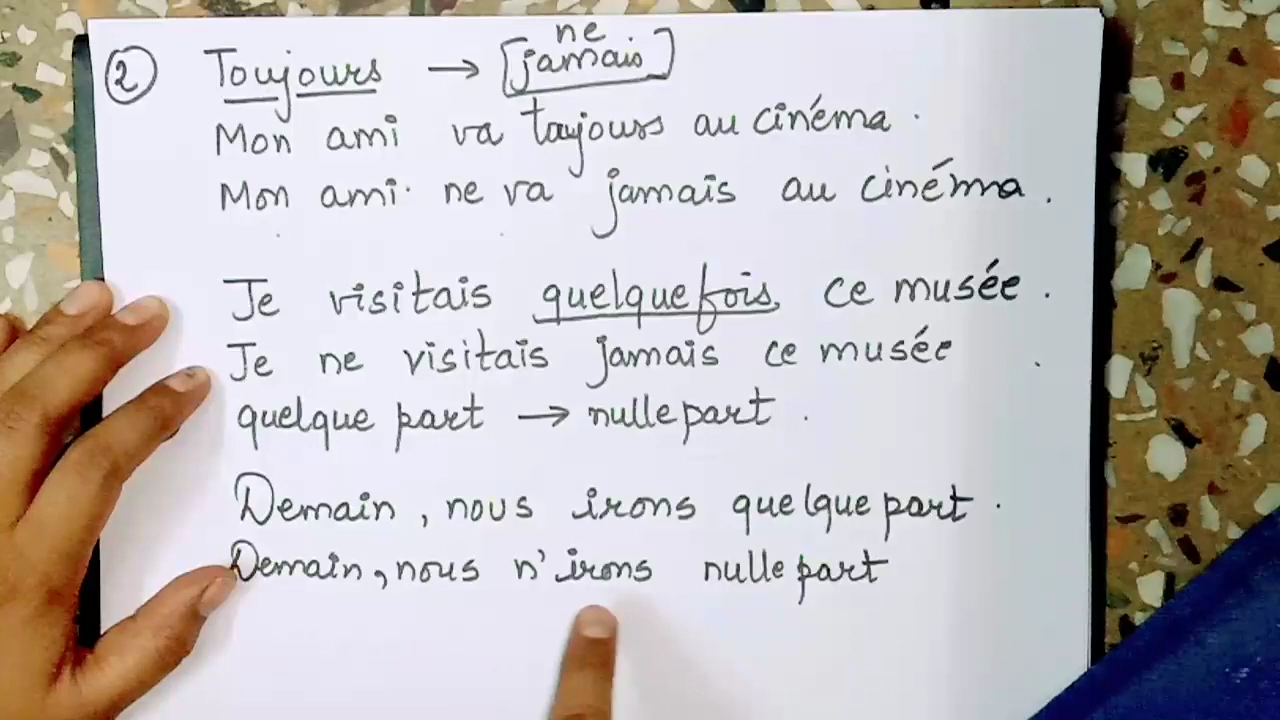 ② Toujours → [ne jamais]
Mon ami va toujours au cinéma.
Mon ami ne va jamais au cinéma.
Je visitais quelquefois ce musée.
Je ne visitais jamais ce musée.
quelque part → nulle part.
Demain, nous irons quelque part.
Demain, nous n'irons nulle part